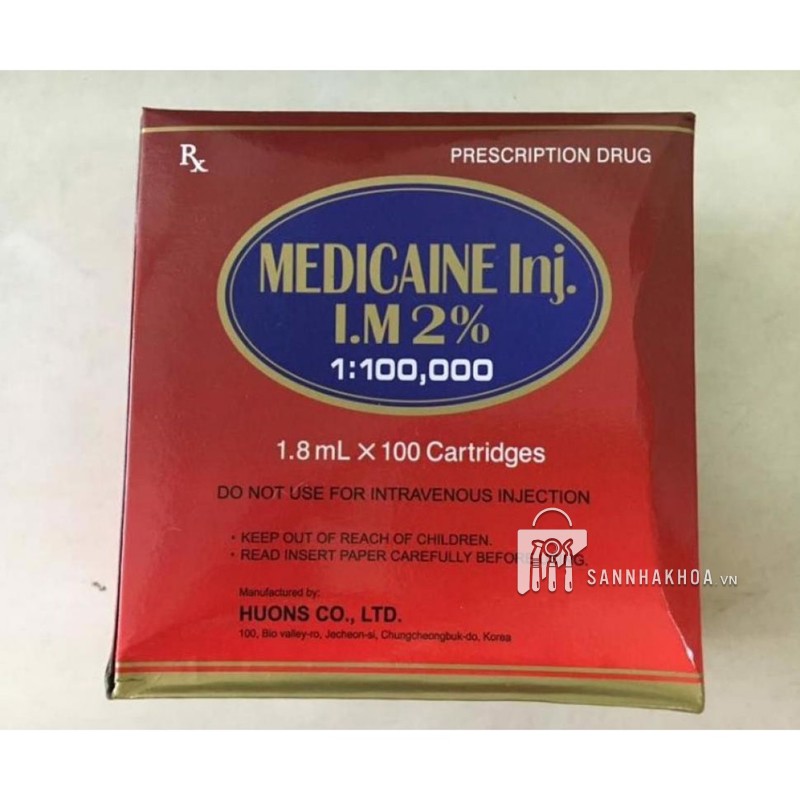 Rx
PRESCRIPTION DRUG
MEDICAINE Inj.
I.M 2%
1:100,000
1.8 mL X 100 Cartridges
DO NOT USE FOR INTRAVENOUS INJECTION
• KEEP OUT OF REACH OF CHILDREN.
• READ INSERT PAPER CAREFULLY BEFORE
SANNHAKHOA.vn
Manufactured by:
HUONS CO., LTD.
100, Bio valley-ro, Jecheon-si, Chungcheongbuk-do, Korea